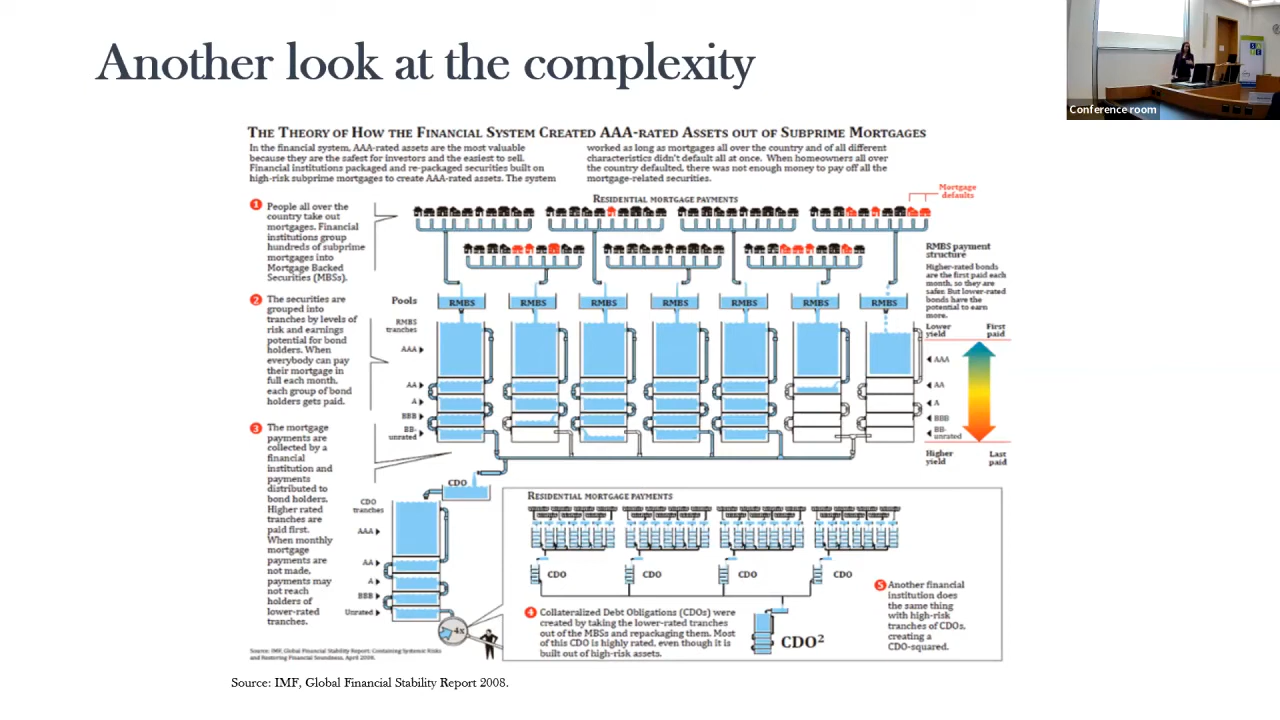 Another look at the complexity
Conference room
THE THEORY OF HOW THE FINANCIAL SYSTEM CREATED AAA-RATED ASSETS OUT OF SUBPRIME MORTGAGES
In the financial system, AAA-rated assets are the most valuable
because they are the safest for investors and the easiest to sell.
Financial institutions packaged and re-packaged securities built on
high-risk subprime mortgages to create AAA-rated assets. The system
worked as long as mortgages all over the country and of all different
characteristics didn't default all at once. When homeowners all over
the country defaulted, there was not enough money to pay off all the
mortgage-related securities.
RESIDENTIAL MORTGAGE PAYMENTS
Mortgage
defaults
1 People all over the
country take out
mortgages. Financial
institutions group
hundreds of subprime
mortgages into
Mortgage Backed
Securities (MBSs).
RMBS payment
structure
Higher-rated bonds
are the first paid each
month, so they are
safer. But lower-rated
bonds have the
potential to earn
more.
Lower
yield
First
paid
AAA
AA
A
BBB
BB-
unrated
Higher
yield
Last
paid
2 The securities are
grouped into
tranches by levels of
risk and earnings
potential for bond
holders. When
everybody can pay
their mortgage in
full each month,
each group of bond
holders gets paid.
Pools
RMBS RMBS RMBS RMBS RMBS RMBS RMBS
RMBS
tranches
AAA
AA
A
BBB
BB-
unrated
3 The mortgage
payments are
collected by a
financial
institution and
payments
distributed to
bond holders.
Higher rated
tranches are
paid first.
When monthly
mortgage
payments are
not made,
payments may
not reach
holders of
lower-rated
tranches.
CDO
CDO
tranches
AAA
AA
A
BBB
Unrated
4x
RESIDENTIAL MORTGAGE PAYMENTS
CDO CDO CDO CDO
4 Collateralized Debt Obligations (CDOs) were
created by taking the lower-rated tranches
out of the MBSs and repackaging them. Most
of this CDO is highly rated, even though it is
built out of high-risk assets.
CDO²
5 Another financial
institution does
the same thing
with high-risk
tranches of CDOs,
creating a
CDO-squared.
Source: IMF, Global Financial Stability Report: Containing Systemic Risks
and Restoring Financial Soundness, April 2008.
Source: IMF, Global Financial Stability Report 2008.